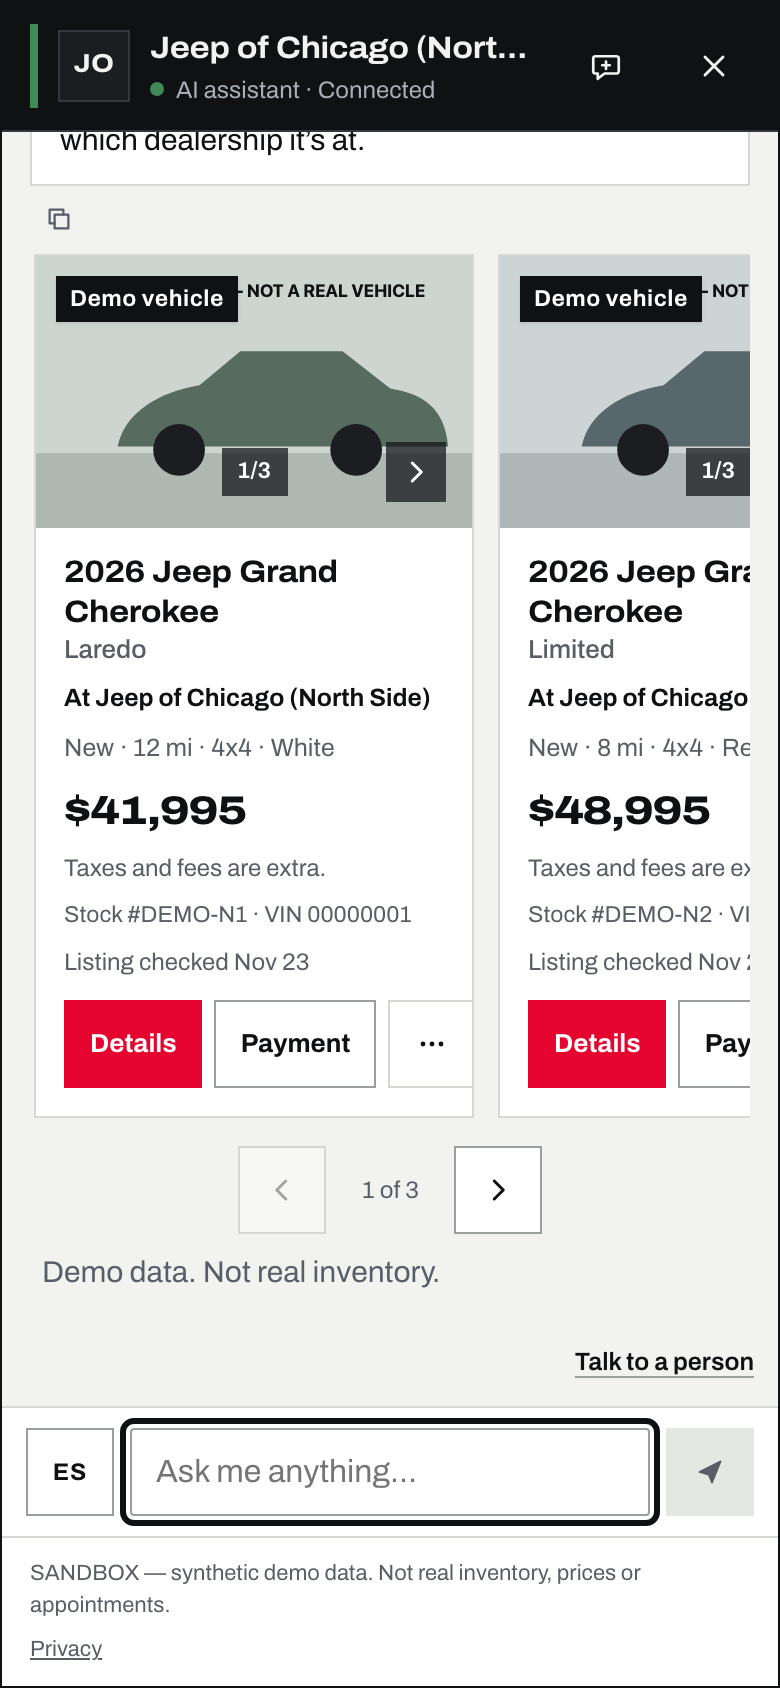 JO
Jeep of Chicago (Nort...
AI assistant · Connected
which dealership it's at.
Demo vehicle - NOT A REAL VEHICLE
1/3
2026 Jeep Grand
Cherokee
Laredo
At Jeep of Chicago (North Side)
New · 12 mi · 4x4 · White
$41,995
Taxes and fees are extra.
Stock #DEMO-N1 · VIN 00000001
Listing checked Nov 23
Details
Payment
...
Demo vehicle - NOT
1/3
2026 Jeep Gra
Cherokee
Limited
At Jeep of Chicago
New · 8 mi · 4x4 · Re
$48,995
Taxes and fees are ex
Stock #DEMO-N2 · VI
Listing checked Nov
Details
Pay
1 of 3
Demo data. Not real inventory.
Talk to a person
ES
Ask me anything...
SANDBOX — synthetic demo data. Not real inventory, prices or
appointments.
Privacy